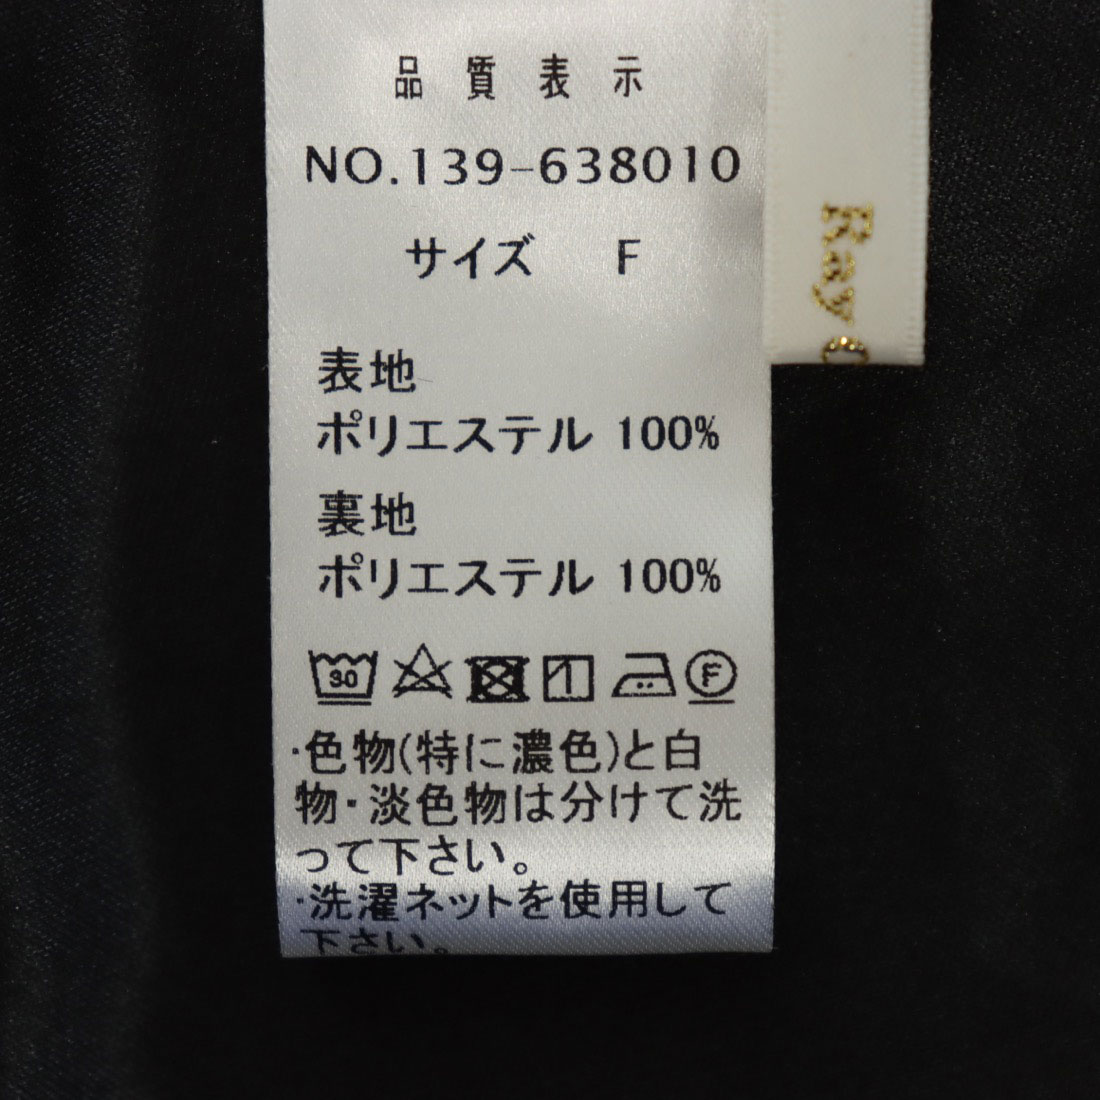 品質表示
NO.139-638010
サイズ F
表地
ポリエステル 100%
裏地
ポリエステル 100%
30 F
･色物(特に濃色)と白
物･淡色物は分けて洗
って下さい。
･洗濯ネットを使用して
下さい。
Ray